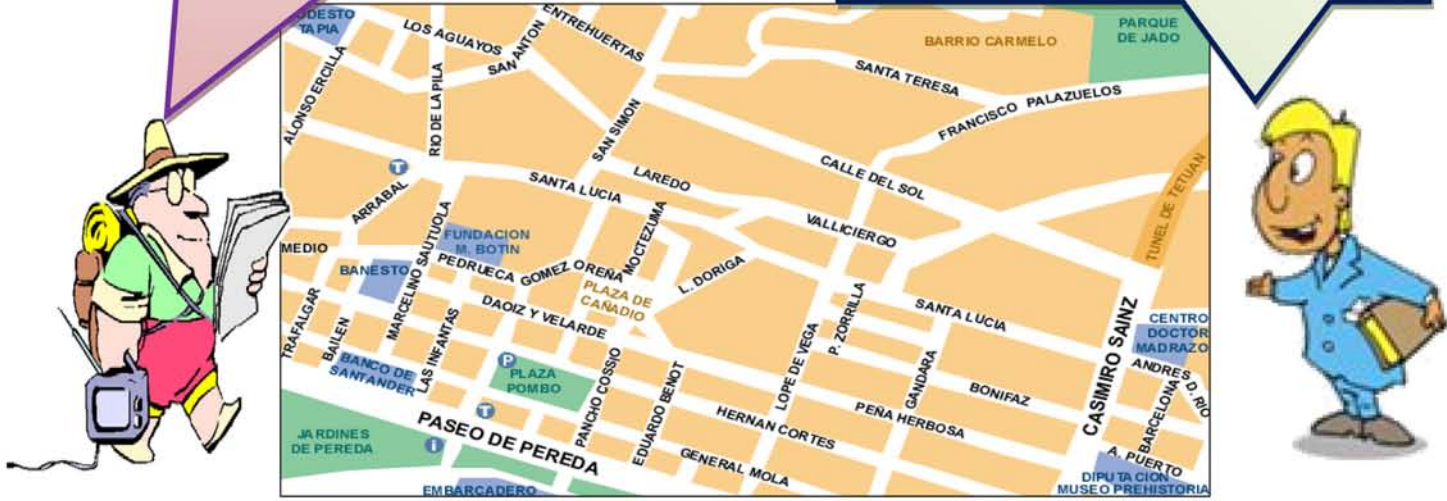 MODESTO
TAPIA
LOS AGUAYOS
SAN ANTON
ENTREHUERTAS
BARRIO CARMELO
PARQUE
DE JADO
ALONSO ERCILLA
RIO DE LA PILA
SAN SIMON
SANTA TERESA
FRANCISCO PALAZUELOS
T
ARRABAL
SANTA LUCIA
LAREDO
CALLE DEL SOL
TUNEL DE TETUAN
MEDIO
MARCELINO SAUTUOLA
FUNDACION
M. BOTIN
MOCTEZUMA
VALLICIERGO
BANESTO
PEDRUECA
GOMEZ OREÑA
PLAZA DE
CAÑADIO
L. DORIGA
TRAFALGAR
BAILEN
LAS INFANTAS
DAOIZ Y VELARDE
LOPE DE VEGA
P. ZORRILLA
SANTA LUCIA
CASIMIRO SAINZ
CENTRO
DOCTOR
MADRAZO
BANCO DE
SANTANDER
P
PLAZA
POMBO
PANCHO COSSIO
EDUARDO BENOT
GANDARA
BONIFAZ
ANDRES D. RIO
BARCELONA
T
HERNAN CORTES
PEÑA HERBOSA
JARDINES
DE PEREDA
i
PASEO DE PEREDA
GENERAL MOLA
A. PUERTO
EMBARCADERO
DIPUTACION
MUSEO PREHISTORIA